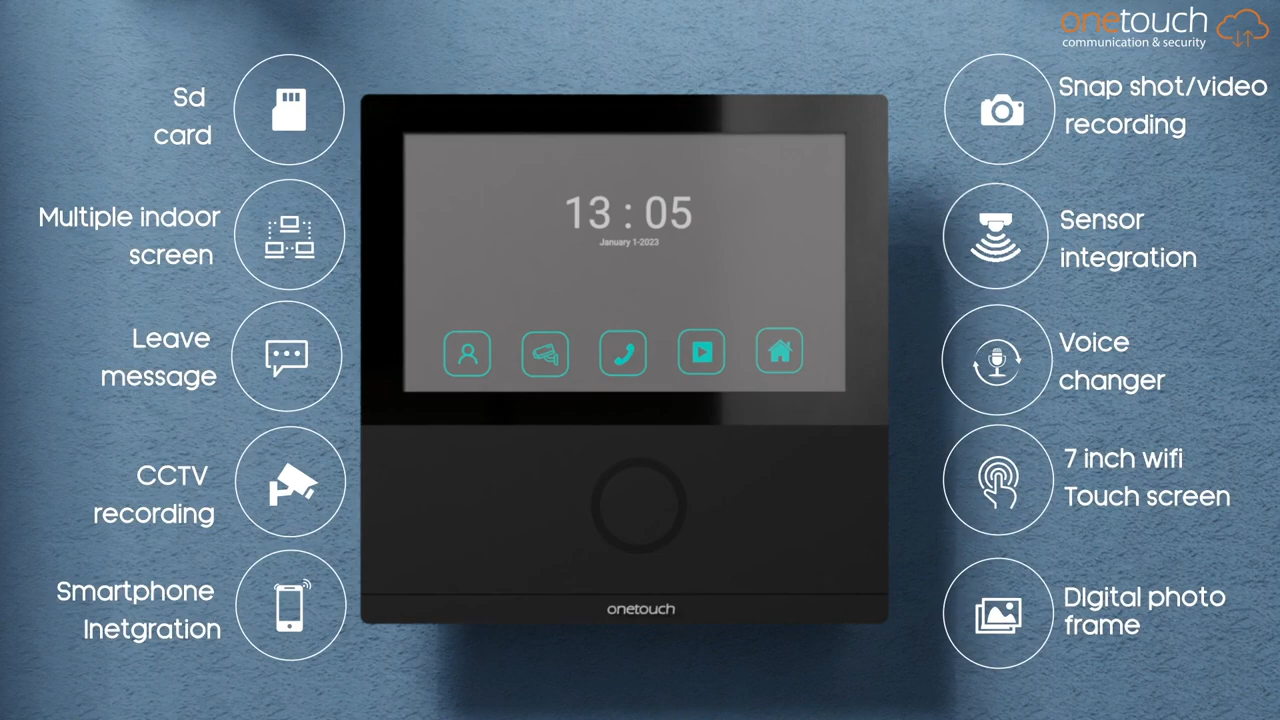 onetouch
communication & security
Sd
card
Multiple indoor
screen
Leave
message
CCTV
recording
Smartphone
Inetgration
13 : 05
January 1-2023
onetouch
Snap shot/video
recording
Sensor
integration
Voice
changer
7 inch wifi
Touch screen
DIgital photo
frame